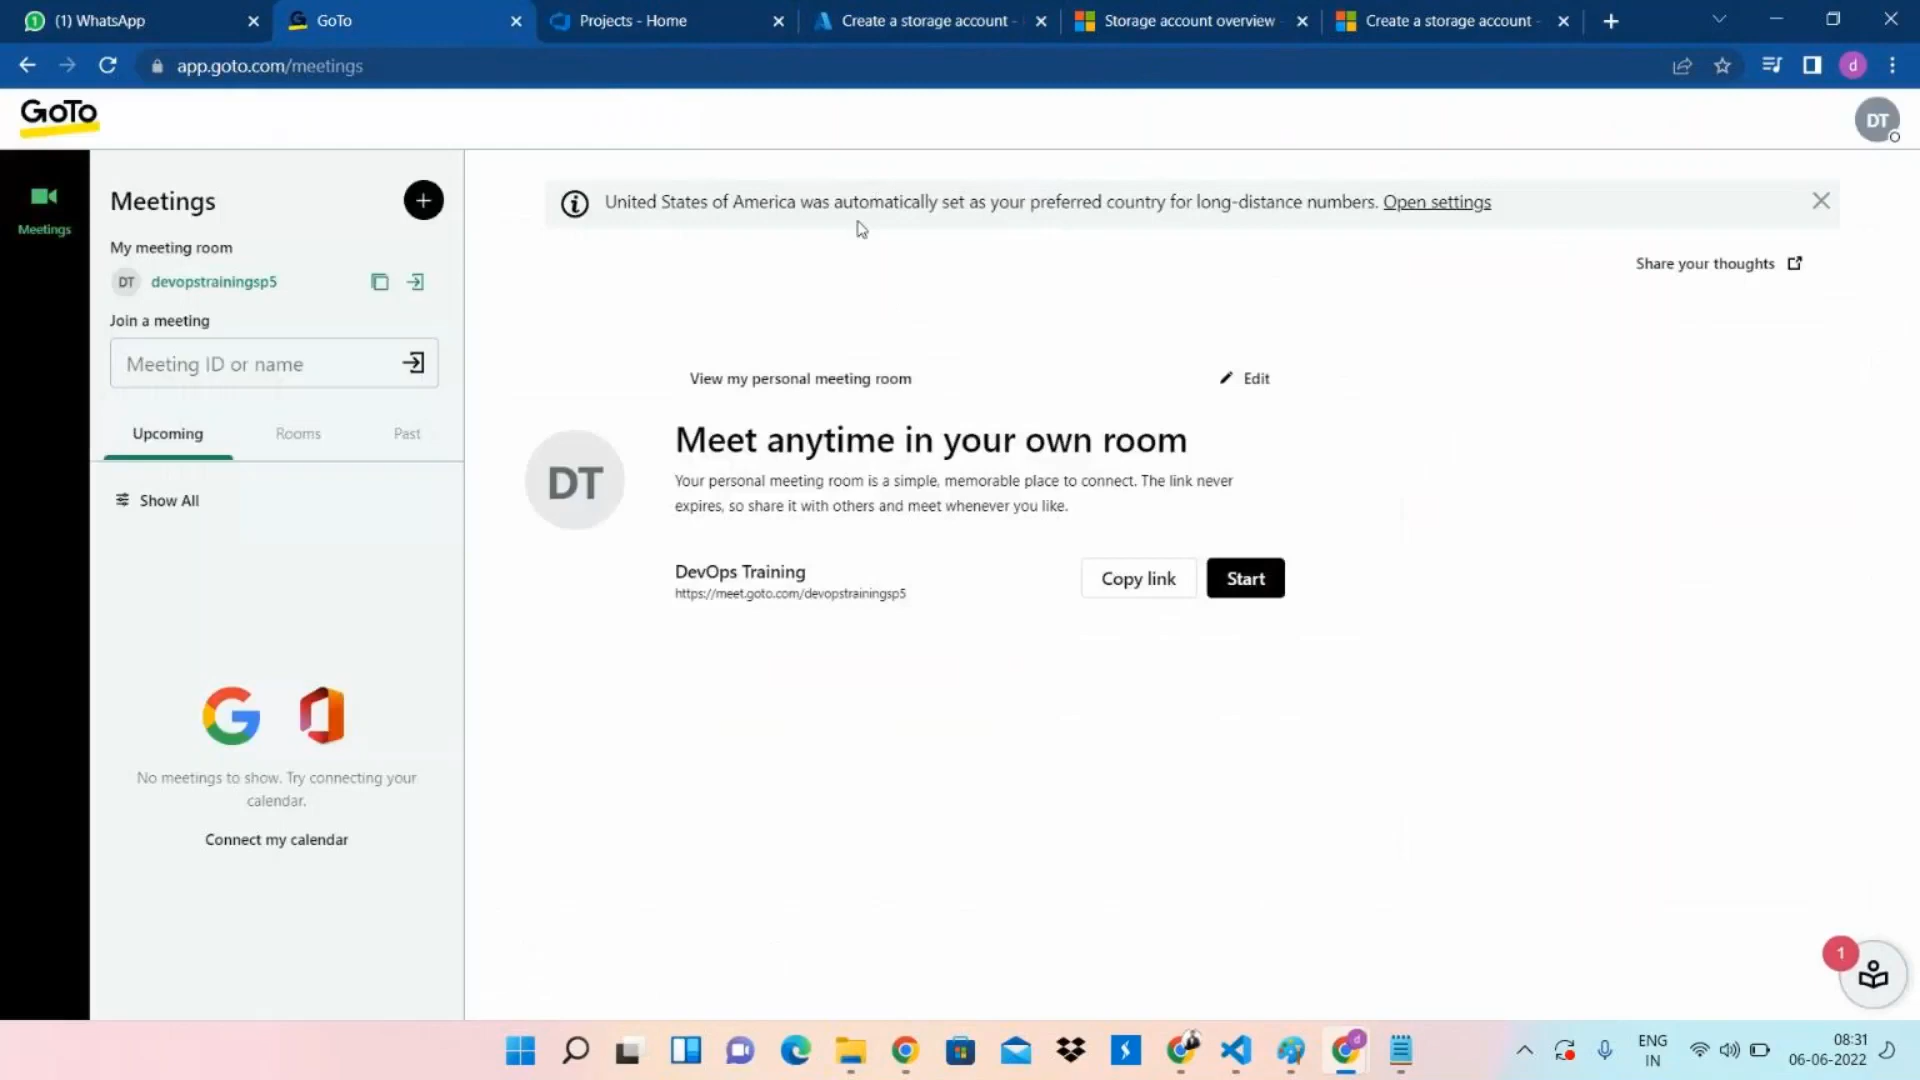 (1) WhatsApp
GoTo
Projects - Home
Create a storage account -
Storage account overview
Create a storage account -
app.goto.com/meetings
d
GoTo
DT
Meetings
Meetings
My meeting room
DT devopstrainingsp5
Join a meeting
Meeting ID or name
Upcoming Rooms Past
Show All
No meetings to show. Try connecting your
calendar.
Connect my calendar
United States of America was automatically set as your preferred country for long-distance numbers. Open settings
Share your thoughts
View my personal meeting room
Edit
DT
Meet anytime in your own room
Your personal meeting room is a simple, memorable place to connect. The link never
expires, so share it with others and meet whenever you like.
DevOps Training
https://meet.goto.com/devopstrainingsp5
Copy link
Start
1
d
ENG
IN
08:31
06-06-2022